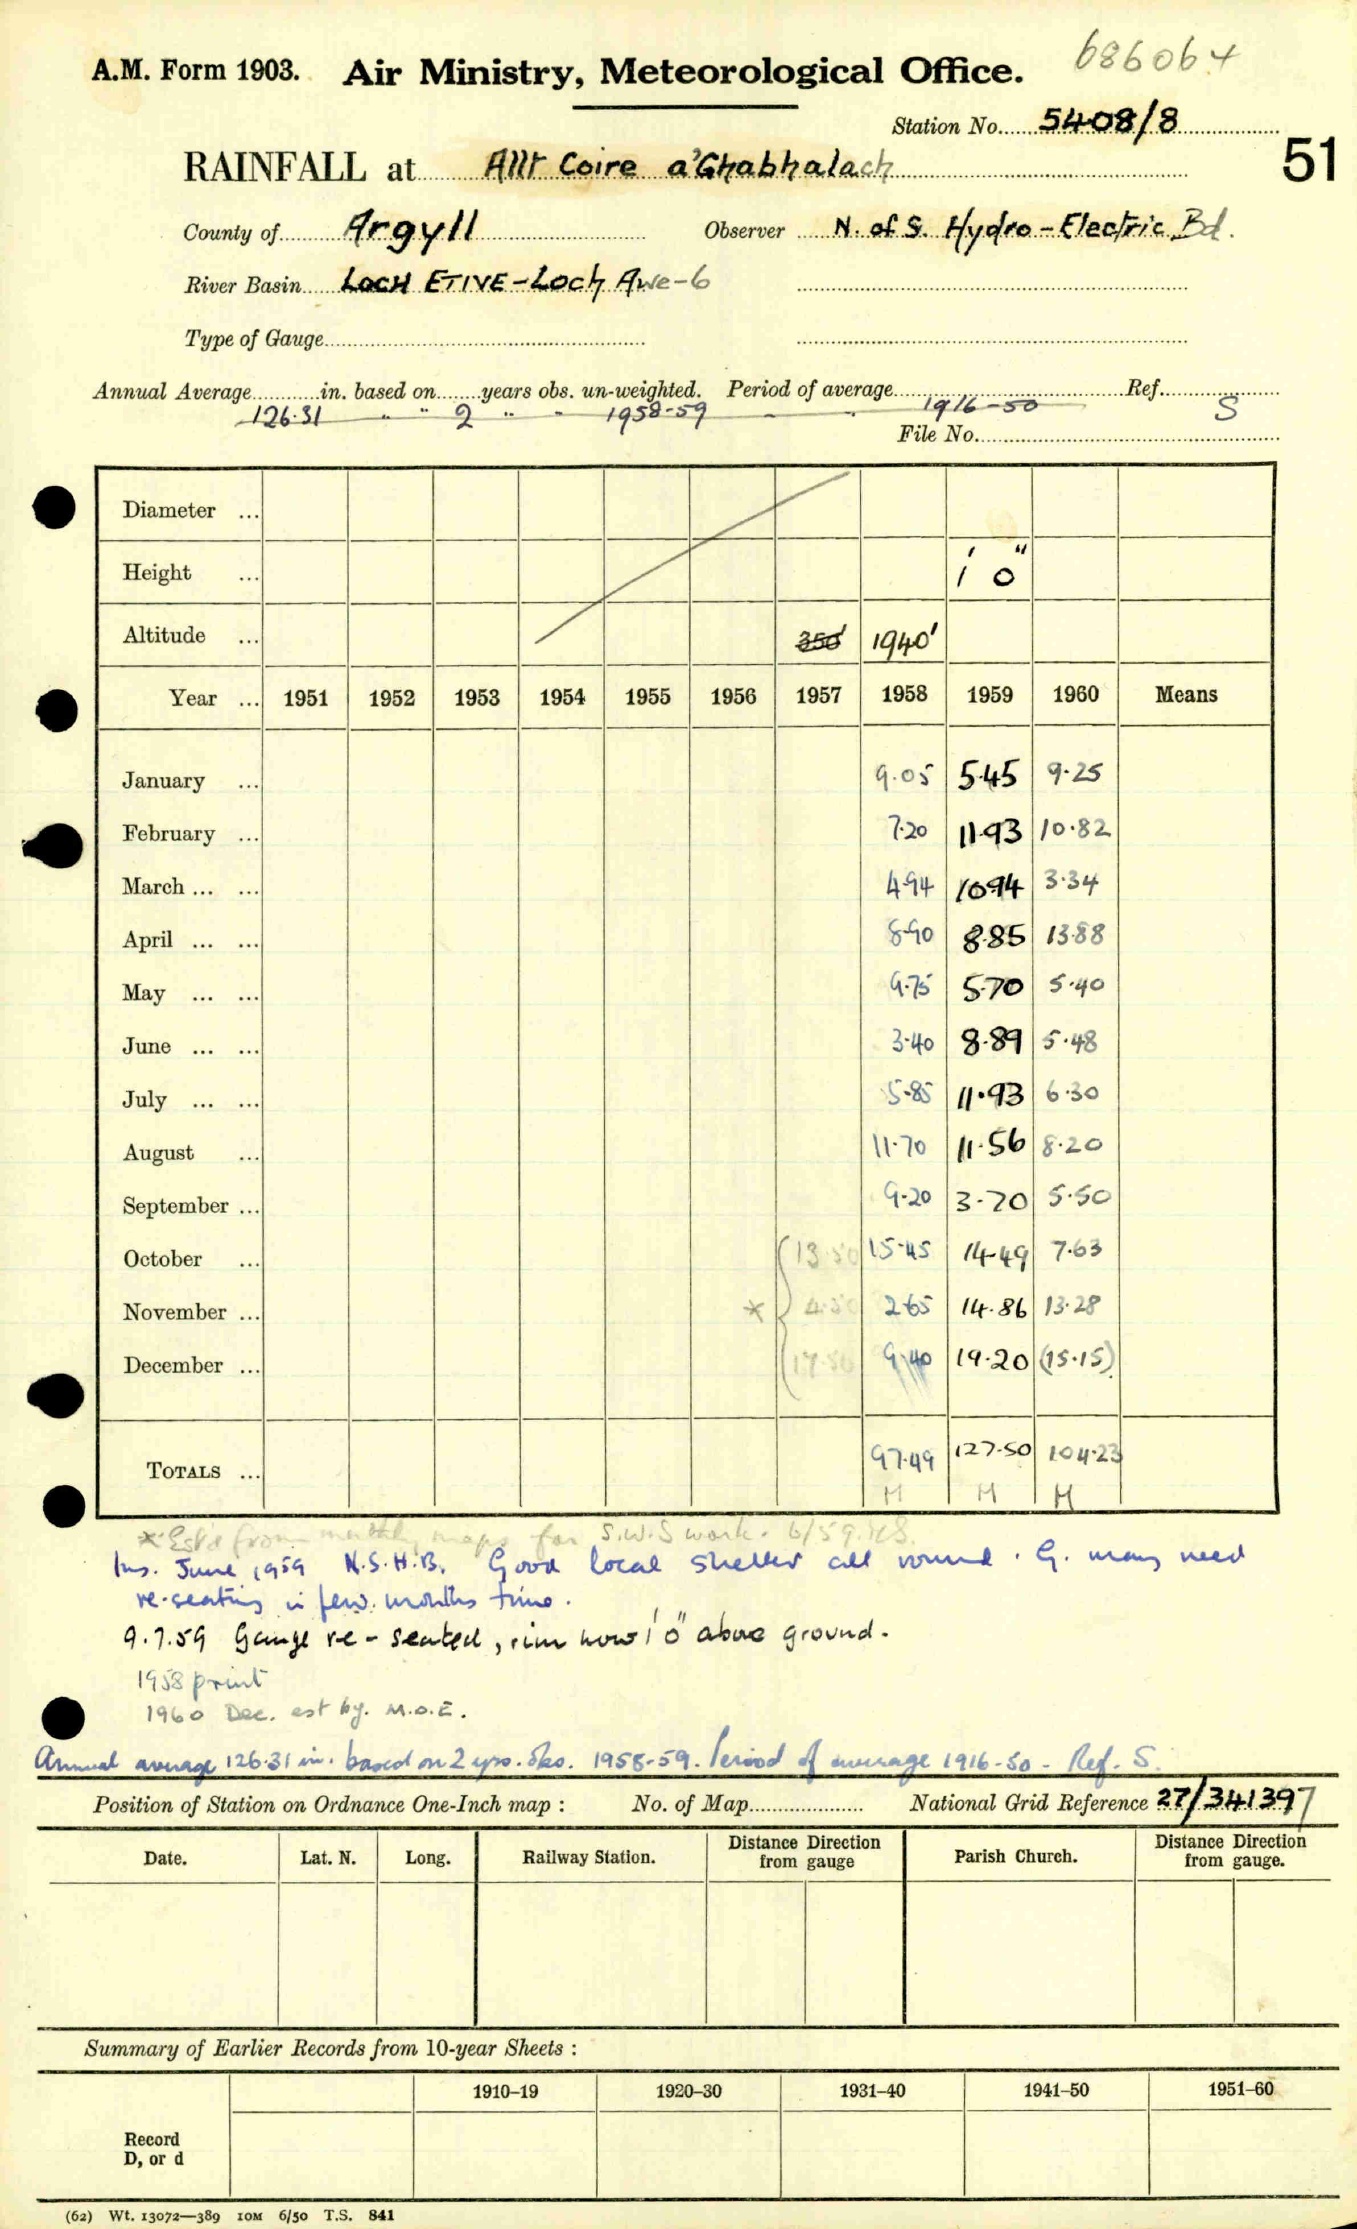 686064
A.M. Form 1903. Air Ministry, Meteorological Office.
Station No. 5408/8
RAINFALL at Allt Coire a'Ghabhalach 51
County of Argyll Observer N. of S. Hydro-Electric Bd.
River Basin LOCH ETIVE - Loch Awe - 6
Type of Gauge
Annual Average in. based on years obs. un-weighted. Period of average Ref.
126.31 " " 2 " " 1958-59 " " 1916-50 S
File No.
Diameter ...
Height ... 1' 0"
Altitude ... 350' 1940'
Year ... 1951 1952 1953 1954 1955 1956 1957 1958 1959 1960 Means
January ... 9.05 5.45 9.25
February ... 7.20 11.93 10.82
March ... ... 4.94 10.94 3.34
April ... ... 8.90 8.85 13.88
May ... ... 9.75 5.70 5.40
June ... ... 3.40 8.89 5.48
July ... ... 5.85 11.93 6.30
August ... 11.70 11.56 8.20
September ... 9.20 3.70 5.50
October ... 13.50 15.45 14.49 7.63
November ... * 4.50 2.65 14.86 13.28
December ... 17.50 9.40 19.20 (15.15)
TOTALS ... 97.49 127.50 104.23
M M M
* Est'd from monthly maps for S.W.S work. 6/59.
Ins. June 1959 N.S.H.B. Good local shelter all round. G. may need
re-seating in few months time.
9.7.59 Gauge re-seated, rim now 1' 0" above ground.
1958 print
1960 Dec. est by. M.O.E.
Annual average 126.31 in. based on 2 yrs. obs. 1958-59. Period of average 1916-50 - Ref. S.
Position of Station on Ordnance One-Inch map : No. of Map National Grid Reference 27/341397
Date. Lat. N. Long. Railway Station. Distance Direction from gauge Parish Church. Distance Direction from gauge.
Summary of Earlier Records from 10-year Sheets :
1910–19 1920–30 1931–40 1941–50 1951–60
Record
D, or d
(62) Wt. 13072—389 10M 6/50 T.S. 841